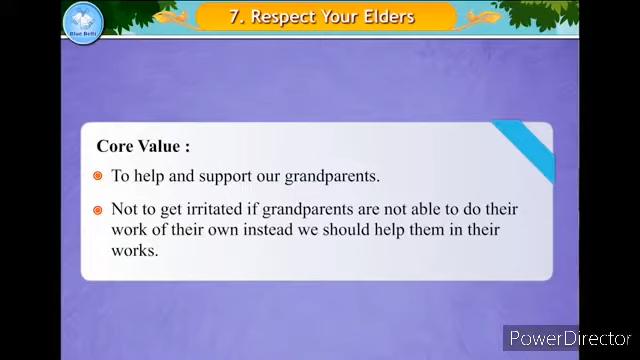 7. Respect Your Elders
Blue Bells
Core Value :
To help and support our grandparents.
Not to get irritated if grandparents are not able to do their
work of their own instead we should help them in their
works.
PowerDirector